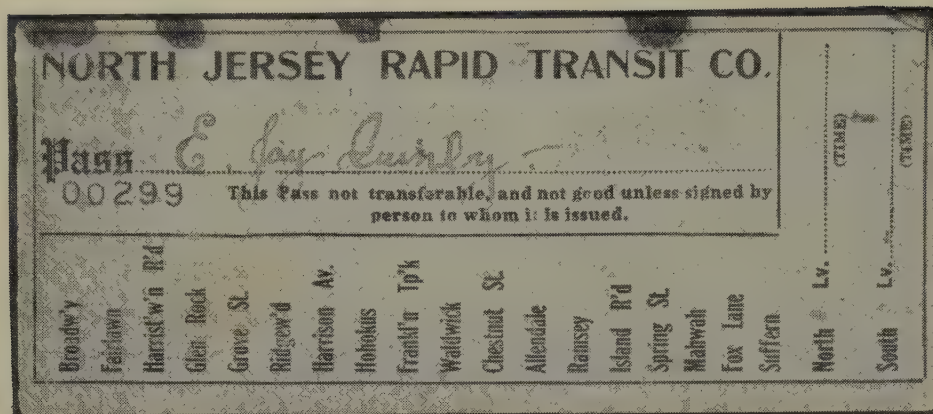 NORTH JERSEY RAPID TRANSIT CO.
Pass E. Jay Quinby
00299
This Pass not transferable, and not good unless signed by
person to whom it is issued.
Broadw'y
Fairlawn
Harrist'w'n R'd
Glen Rock
Grove St.
Ridgew'd
Harrison Av.
Hohokus
Frankl'n Tp'k
Waldwick
Chestnut St.
Allendale
Ramsey
Island R'd
Spring St.
Mahwah
Fox Lane
Suffern
North Lv.
(TIME)
South Lv.
(TIME)